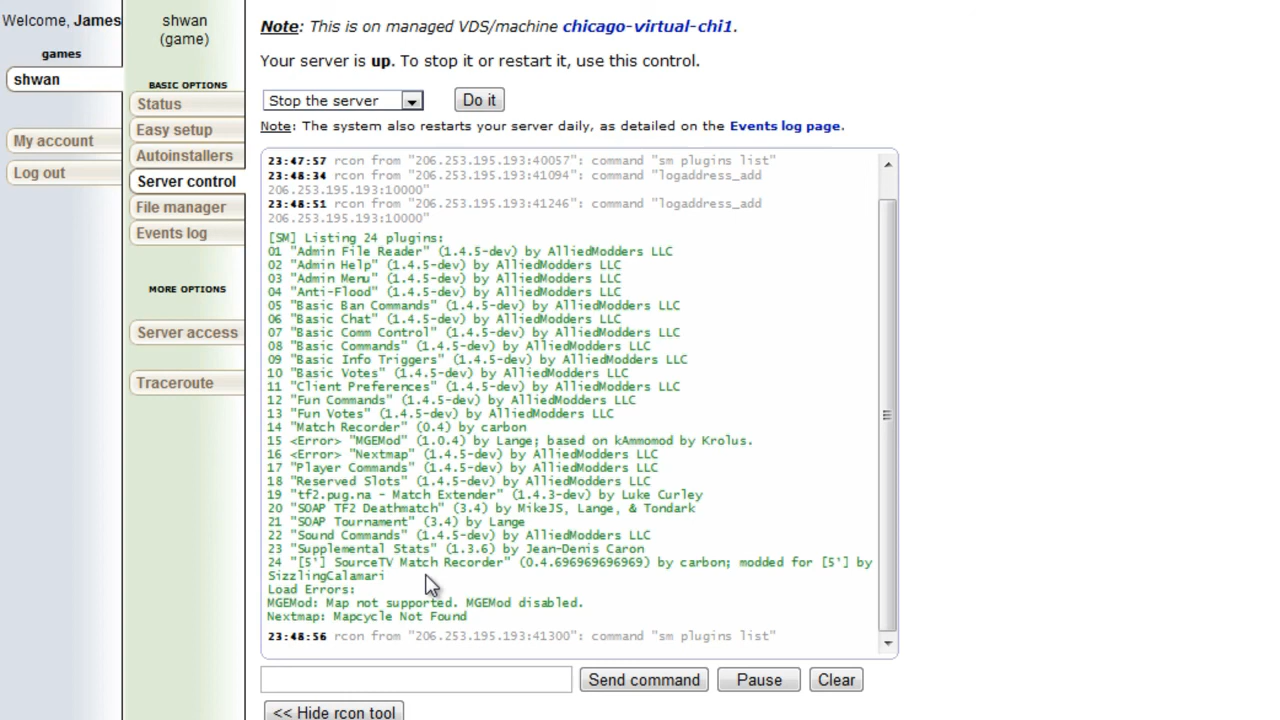 Welcome, James
games
shwan
My account
Log out
shwan
(game)
BASIC OPTIONS
Status
Easy setup
Autoinstallers
Server control
File manager
Events log
MORE OPTIONS
Server access
Traceroute
Note: This is on managed VDS/machine chicago-virtual-chi1.
Your server is up. To stop it or restart it, use this control.
Stop the server Do it
Note: The system also restarts your server daily, as detailed on the Events log page.
23:47:57 rcon from "206.253.195.193:40057": command "sm plugins list"
23:48:34 rcon from "206.253.195.193:41094": command "logaddress_add
206.253.195.193:10000"
23:48:51 rcon from "206.253.195.193:41246": command "logaddress_add
206.253.195.193:10000"
[SM] Listing 24 plugins:
01 "Admin File Reader" (1.4.5-dev) by AlliedModders LLC
02 "Admin Help" (1.4.5-dev) by AlliedModders LLC
03 "Admin Menu" (1.4.5-dev) by AlliedModders LLC
04 "Anti-Flood" (1.4.5-dev) by AlliedModders LLC
05 "Basic Ban Commands" (1.4.5-dev) by AlliedModders LLC
06 "Basic Chat" (1.4.5-dev) by AlliedModders LLC
07 "Basic Comm Control" (1.4.5-dev) by AlliedModders LLC
08 "Basic Commands" (1.4.5-dev) by AlliedModders LLC
09 "Basic Info Triggers" (1.4.5-dev) by AlliedModders LLC
10 "Basic Votes" (1.4.5-dev) by AlliedModders LLC
11 "Client Preferences" (1.4.5-dev) by AlliedModders LLC
12 "Fun Commands" (1.4.5-dev) by AlliedModders LLC
13 "Fun Votes" (1.4.5-dev) by AlliedModders LLC
14 "Match Recorder" (0.4) by carbon
15 <Error> "MGEMod" (1.0.4) by Lange; based on kAmmomod by Krolus.
16 <Error> "Nextmap" (1.4.5-dev) by AlliedModders LLC
17 "Player Commands" (1.4.5-dev) by AlliedModders LLC
18 "Reserved Slots" (1.4.5-dev) by AlliedModders LLC
19 "tf2.pug.na - Match Extender" (1.4.3-dev) by Luke Curley
20 "SOAP TF2 Deathmatch" (3.4) by MikeJS, Lange, & Tondark
21 "SOAP Tournament" (3.4) by Lange
22 "Sound Commands" (1.4.5-dev) by AlliedModders LLC
23 "Supplemental Stats" (1.3.6) by Jean-Denis Caron
24 "[5'] SourceTV Match Recorder" (0.4.696969696969) by carbon; modded for [5'] by
SizzlingCalamari
Load Errors:
MGEMod: Map not supported. MGEMod disabled.
Nextmap: Mapcycle Not Found
23:48:56 rcon from "206.253.195.193:41300": command "sm plugins list"
Send command Pause Clear
<< Hide rcon tool